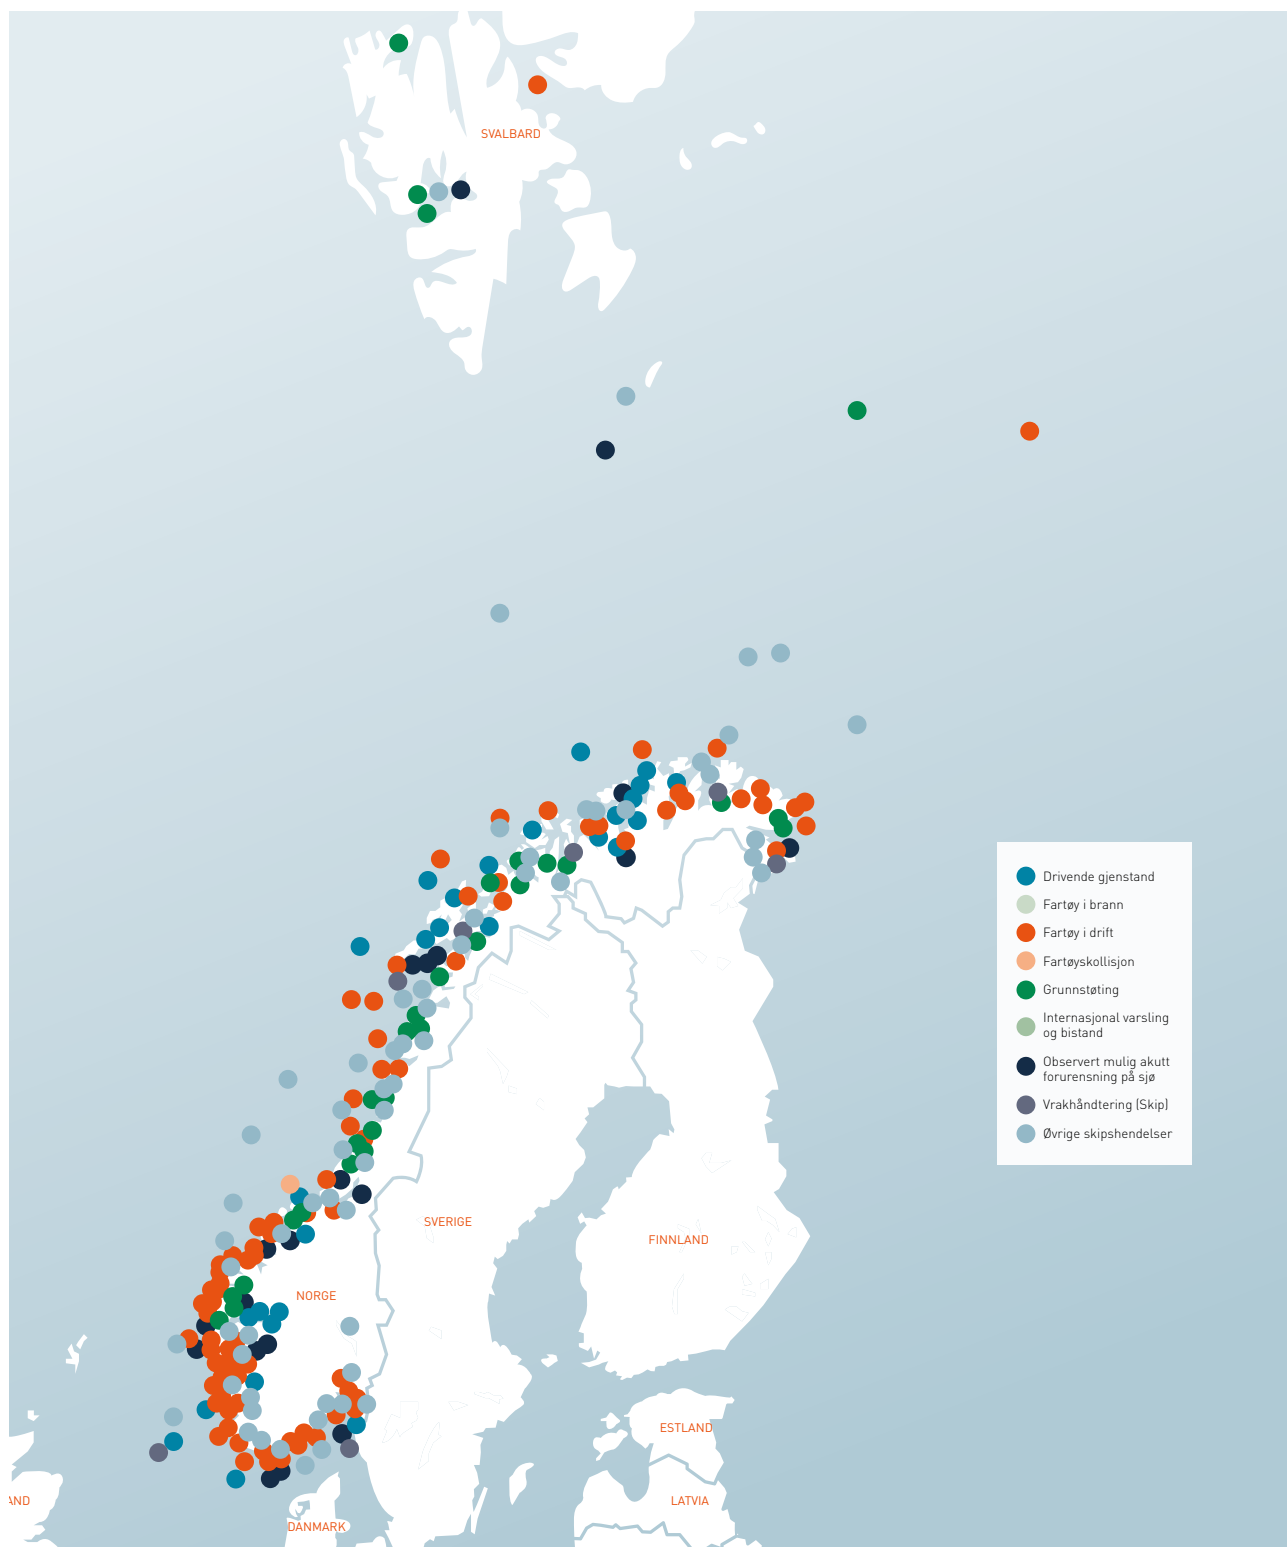 SVALBARD
Drivende gjenstand
Fartøy i brann
Fartøy i drift
Fartøyskollisjon
Grunnstøting
Internasjonal varsling
og bistand
Observert mulig akutt
forurensning på sjø
Vrakhåndtering (Skip)
Øvrige skipshendelser
SVERIGE
FINNLAND
NORGE
ESTLAND
LATVIA
AND
DANMARK